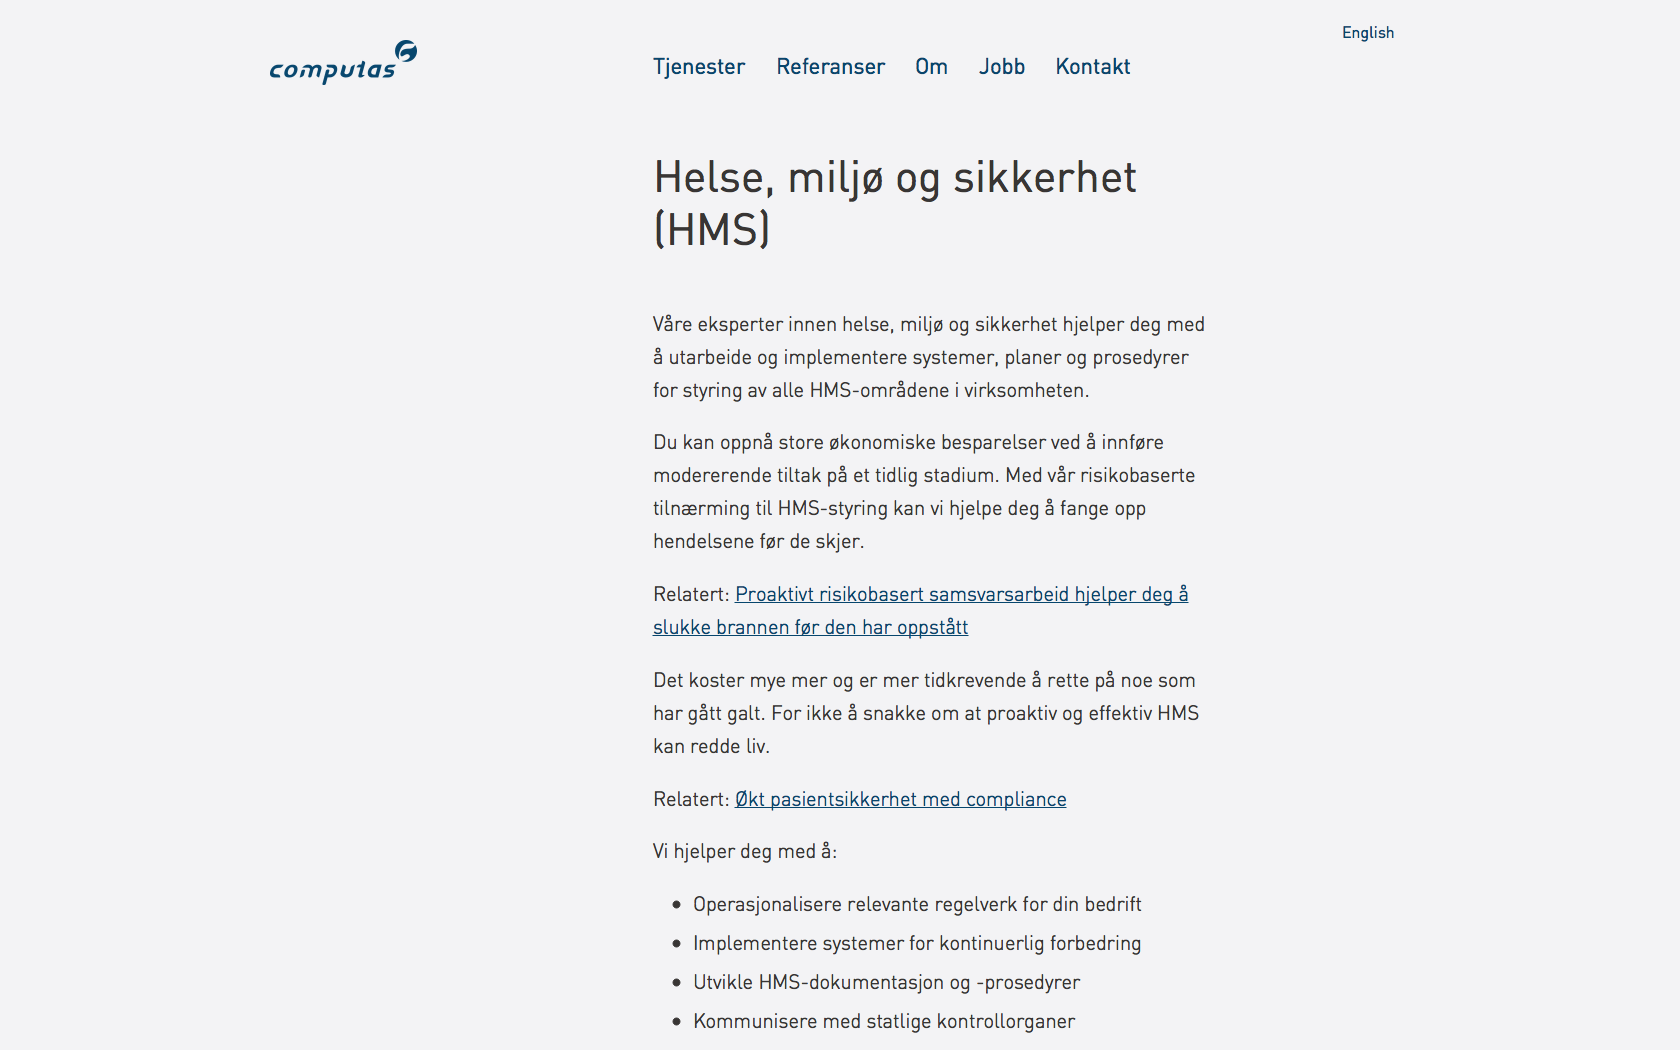 English
computas
Tjenester Referanser Om Jobb Kontakt
Helse, miljø og sikkerhet
(HMS)
Våre eksperter innen helse, miljø og sikkerhet hjelper deg med
å utarbeide og implementere systemer, planer og prosedyrer
for styring av alle HMS-områdene i virksomheten.
Du kan oppnå store økonomiske besparelser ved å innføre
modererende tiltak på et tidlig stadium. Med vår risikobaserte
tilnærming til HMS-styring kan vi hjelpe deg å fange opp
hendelsene før de skjer.
Relatert: Proaktivt risikobasert samsvarsarbeid hjelper deg å
slukke brannen før den har oppstått
Det koster mye mer og er mer tidkrevende å rette på noe som
har gått galt. For ikke å snakke om at proaktiv og effektiv HMS
kan redde liv.
Relatert: Økt pasientsikkerhet med compliance
Vi hjelper deg med å:
• Operasjonalisere relevante regelverk for din bedrift
• Implementere systemer for kontinuerlig forbedring
• Utvikle HMS-dokumentasjon og -prosedyrer
• Kommunisere med statlige kontrollorganer